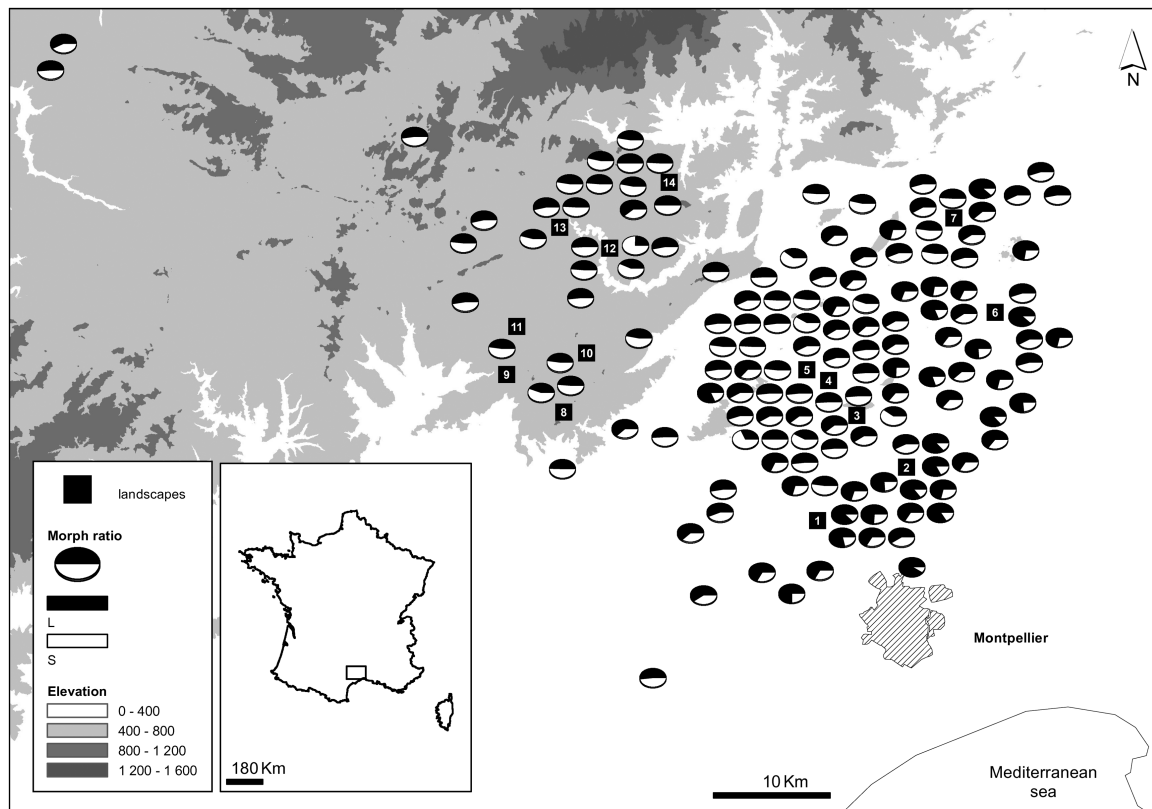 N
14
7
13
12
6
11
10
5
9
4
8
3
2
1
landscapes
Morph ratio
L
S
Elevation
0 - 400
400 - 800
800 - 1 200
1 200 - 1 600
180 Km
Montpellier
10 Km
Mediterranean
sea